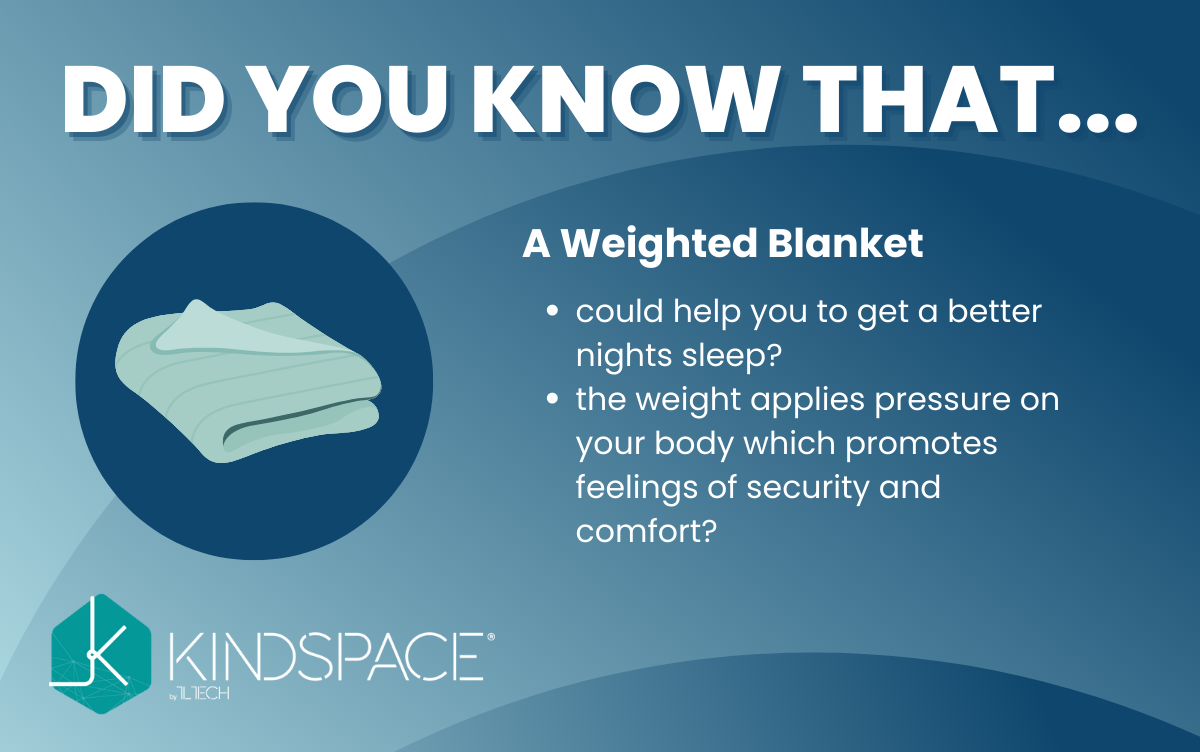 DID YOU KNOW THAT...
A Weighted Blanket
• could help you to get a better
nights sleep?
• the weight applies pressure on
your body which promotes
feelings of security and
comfort?
KINDSPACE®
by TLTECH